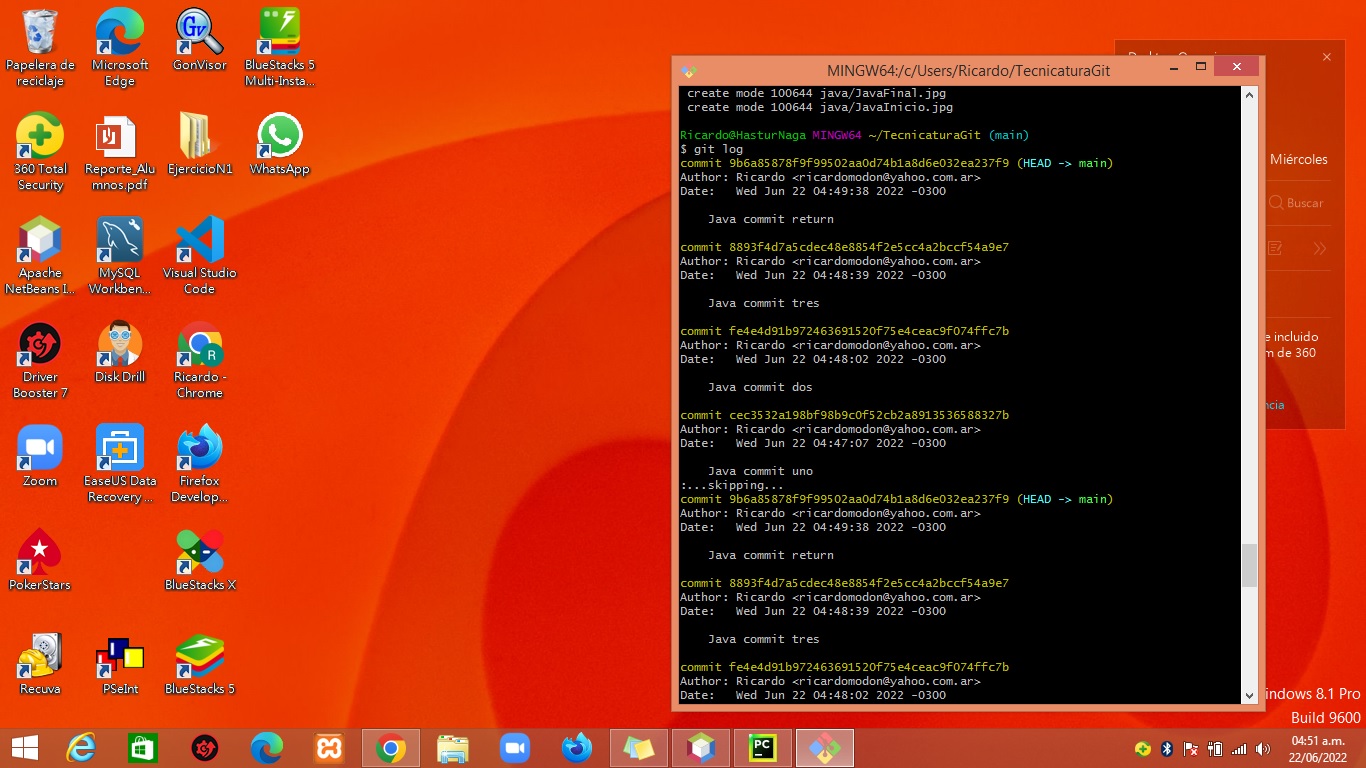 Papelera de
reciclaje
Microsoft
Edge
GonVisor
BlueStacks 5
Multi-Insta...
360 Total
Security
Reporte_Alu
mnos.pdf
EjercicioN1
WhatsApp
Apache
NetBeans I...
MySQL
Workben...
Visual Studio
Code
Driver
Booster 7
Disk Drill
Ricardo -
Chrome
Zoom
EaseUS Data
Recovery ...
Firefox
Develop...
PokerStars
BlueStacks X
Recuva
PSeInt
BlueStacks 5
MINGW64:/c/Users/Ricardo/TecnicaturaGit
create mode 100644 java/JavaFinal.jpg
create mode 100644 java/JavaInicio.jpg
Ricardo@HasturNaga MINGW64 ~/TecnicaturaGit (main)
$ git log
commit 9b6a85878f9f99502aa0d74b1a8d6e032ea237f9 (HEAD -> main)
Author: Ricardo <ricardomodon@yahoo.com.ar>
Date:   Wed Jun 22 04:49:38 2022 -0300
Java commit return
commit 8893f4d7a5cdec48e8854f2e5cc4a2bccf54a9e7
Author: Ricardo <ricardomodon@yahoo.com.ar>
Date:   Wed Jun 22 04:48:39 2022 -0300
Java commit tres
commit fe4e4d91b972463691520f75e4ceac9f074ffc7b
Author: Ricardo <ricardomodon@yahoo.com.ar>
Date:   Wed Jun 22 04:48:02 2022 -0300
Java commit dos
commit cec3532a198bf98b9c0f52cb2a8913536588327b
Author: Ricardo <ricardomodon@yahoo.com.ar>
Date:   Wed Jun 22 04:47:07 2022 -0300
Java commit uno
:...skipping...
commit 9b6a85878f9f99502aa0d74b1a8d6e032ea237f9 (HEAD -> main)
Author: Ricardo <ricardomodon@yahoo.com.ar>
Date:   Wed Jun 22 04:49:38 2022 -0300
Java commit return
commit 8893f4d7a5cdec48e8854f2e5cc4a2bccf54a9e7
Author: Ricardo <ricardomodon@yahoo.com.ar>
Date:   Wed Jun 22 04:48:39 2022 -0300
Java commit tres
commit fe4e4d91b972463691520f75e4ceac9f074ffc7b
Author: Ricardo <ricardomodon@yahoo.com.ar>
Date:   Wed Jun 22 04:48:02 2022 -0300
Miércoles
Buscar
e incluido
m de 360
ncia
indows 8.1 Pro
Build 9600
04:51 a.m.
22/06/2022